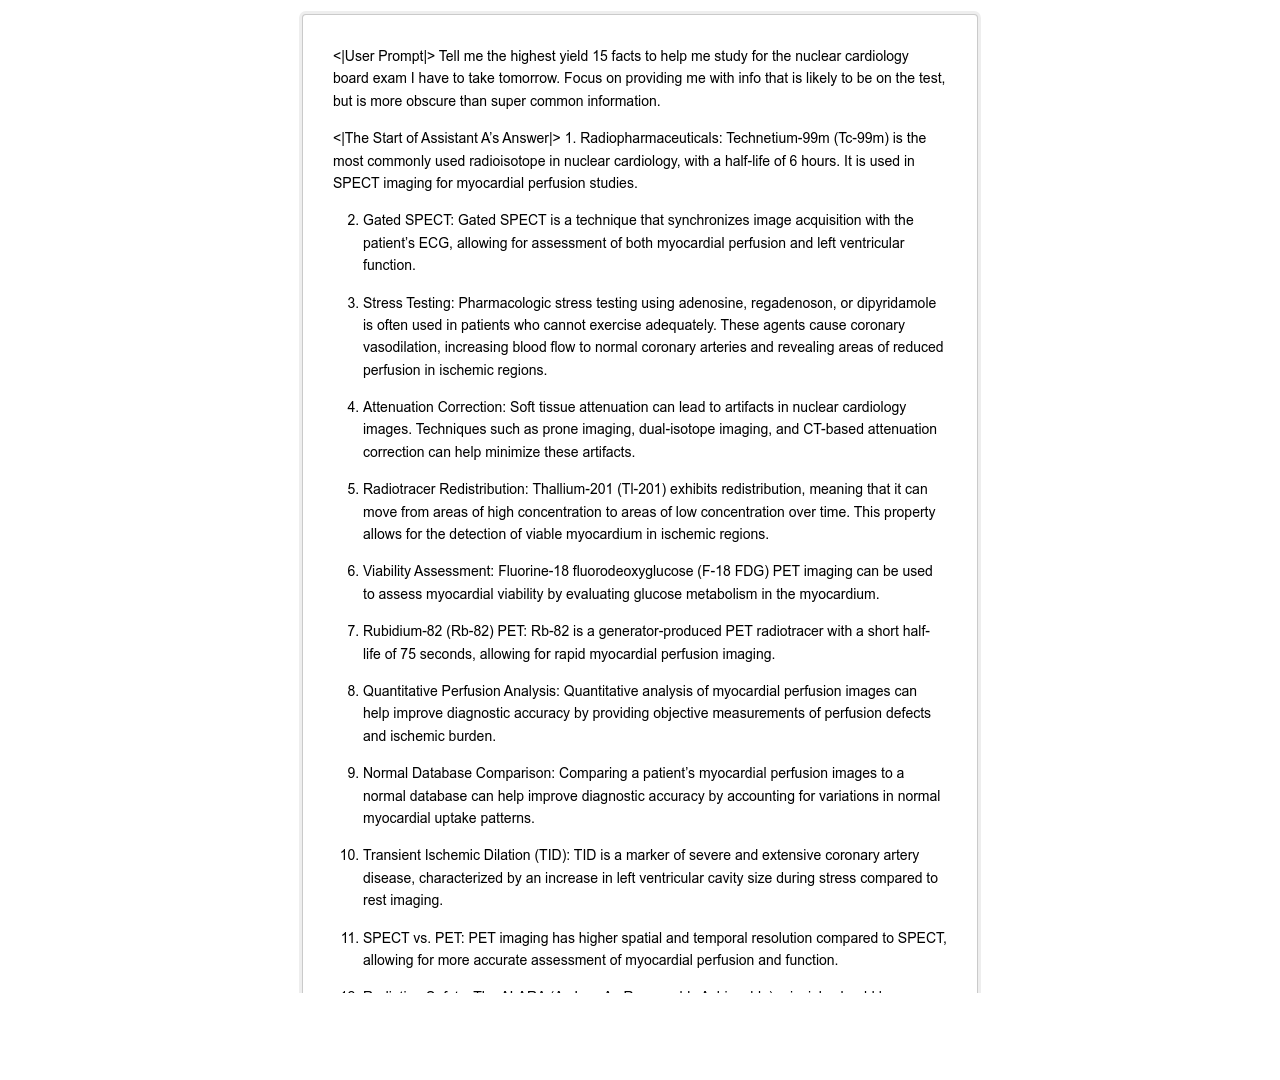 <|User Prompt|> Tell me the highest yield 15 facts to help me study for the nuclear cardiology
board exam I have to take tomorrow. Focus on providing me with info that is likely to be on the test,
but is more obscure than super common information.
<|The Start of Assistant A’s Answer|> 1. Radiopharmaceuticals: Technetium-99m (Tc-99m) is the
most commonly used radioisotope in nuclear cardiology, with a half-life of 6 hours. It is used in
SPECT imaging for myocardial perfusion studies.
2. Gated SPECT: Gated SPECT is a technique that synchronizes image acquisition with the
patient’s ECG, allowing for assessment of both myocardial perfusion and left ventricular
function.
3. Stress Testing: Pharmacologic stress testing using adenosine, regadenoson, or dipyridamole
is often used in patients who cannot exercise adequately. These agents cause coronary
vasodilation, increasing blood flow to normal coronary arteries and revealing areas of reduced
perfusion in ischemic regions.
4. Attenuation Correction: Soft tissue attenuation can lead to artifacts in nuclear cardiology
images. Techniques such as prone imaging, dual-isotope imaging, and CT-based attenuation
correction can help minimize these artifacts.
5. Radiotracer Redistribution: Thallium-201 (Tl-201) exhibits redistribution, meaning that it can
move from areas of high concentration to areas of low concentration over time. This property
allows for the detection of viable myocardium in ischemic regions.
6. Viability Assessment: Fluorine-18 fluorodeoxyglucose (F-18 FDG) PET imaging can be used
to assess myocardial viability by evaluating glucose metabolism in the myocardium.
7. Rubidium-82 (Rb-82) PET: Rb-82 is a generator-produced PET radiotracer with a short half-
life of 75 seconds, allowing for rapid myocardial perfusion imaging.
8. Quantitative Perfusion Analysis: Quantitative analysis of myocardial perfusion images can
help improve diagnostic accuracy by providing objective measurements of perfusion defects
and ischemic burden.
9. Normal Database Comparison: Comparing a patient’s myocardial perfusion images to a
normal database can help improve diagnostic accuracy by accounting for variations in normal
myocardial uptake patterns.
10. Transient Ischemic Dilation (TID): TID is a marker of severe and extensive coronary artery
disease, characterized by an increase in left ventricular cavity size during stress compared to
rest imaging.
11. SPECT vs. PET: PET imaging has higher spatial and temporal resolution compared to SPECT,
allowing for more accurate assessment of myocardial perfusion and function.